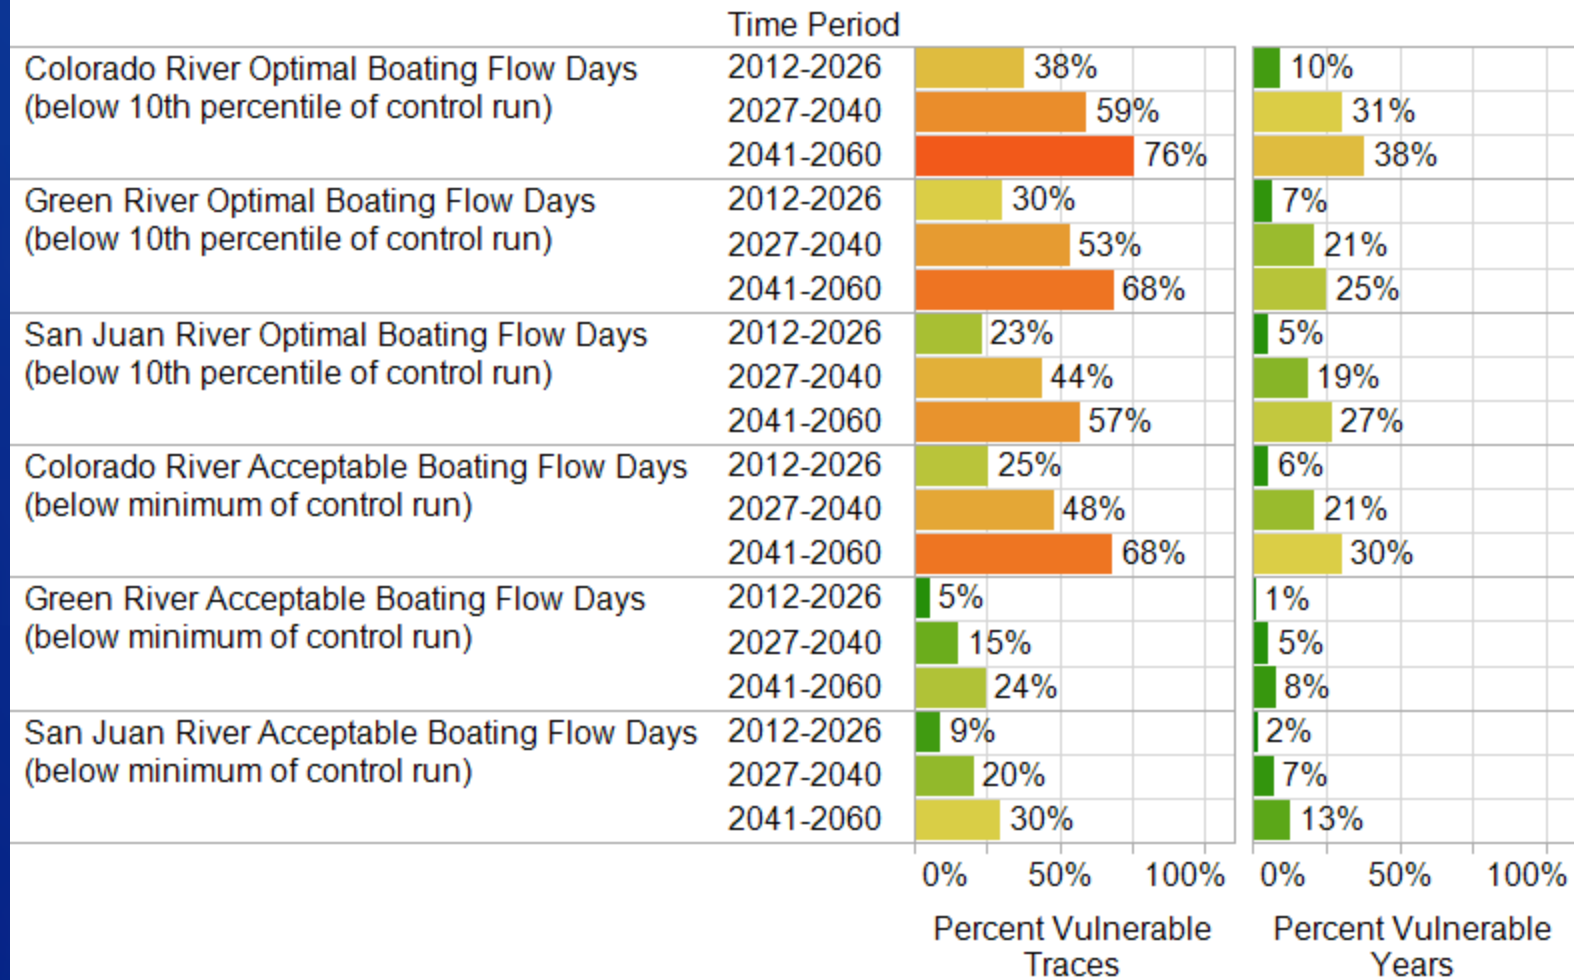 Time Period
Colorado River Optimal Boating Flow Days
(below 10th percentile of control run)
2012-2026 38% 10%
2027-2040 59% 31%
2041-2060 76% 38%
Green River Optimal Boating Flow Days
(below 10th percentile of control run)
2012-2026 30% 7%
2027-2040 53% 21%
2041-2060 68% 25%
San Juan River Optimal Boating Flow Days
(below 10th percentile of control run)
2012-2026 23% 5%
2027-2040 44% 19%
2041-2060 57% 27%
Colorado River Acceptable Boating Flow Days
(below minimum of control run)
2012-2026 25% 6%
2027-2040 48% 21%
2041-2060 68% 30%
Green River Acceptable Boating Flow Days
(below minimum of control run)
2012-2026 5% 1%
2027-2040 15% 5%
2041-2060 24% 8%
San Juan River Acceptable Boating Flow Days
(below minimum of control run)
2012-2026 9% 2%
2027-2040 20% 7%
2041-2060 30% 13%
0% 50% 100% 0% 50% 100%
Percent Vulnerable
Traces
Percent Vulnerable
Years